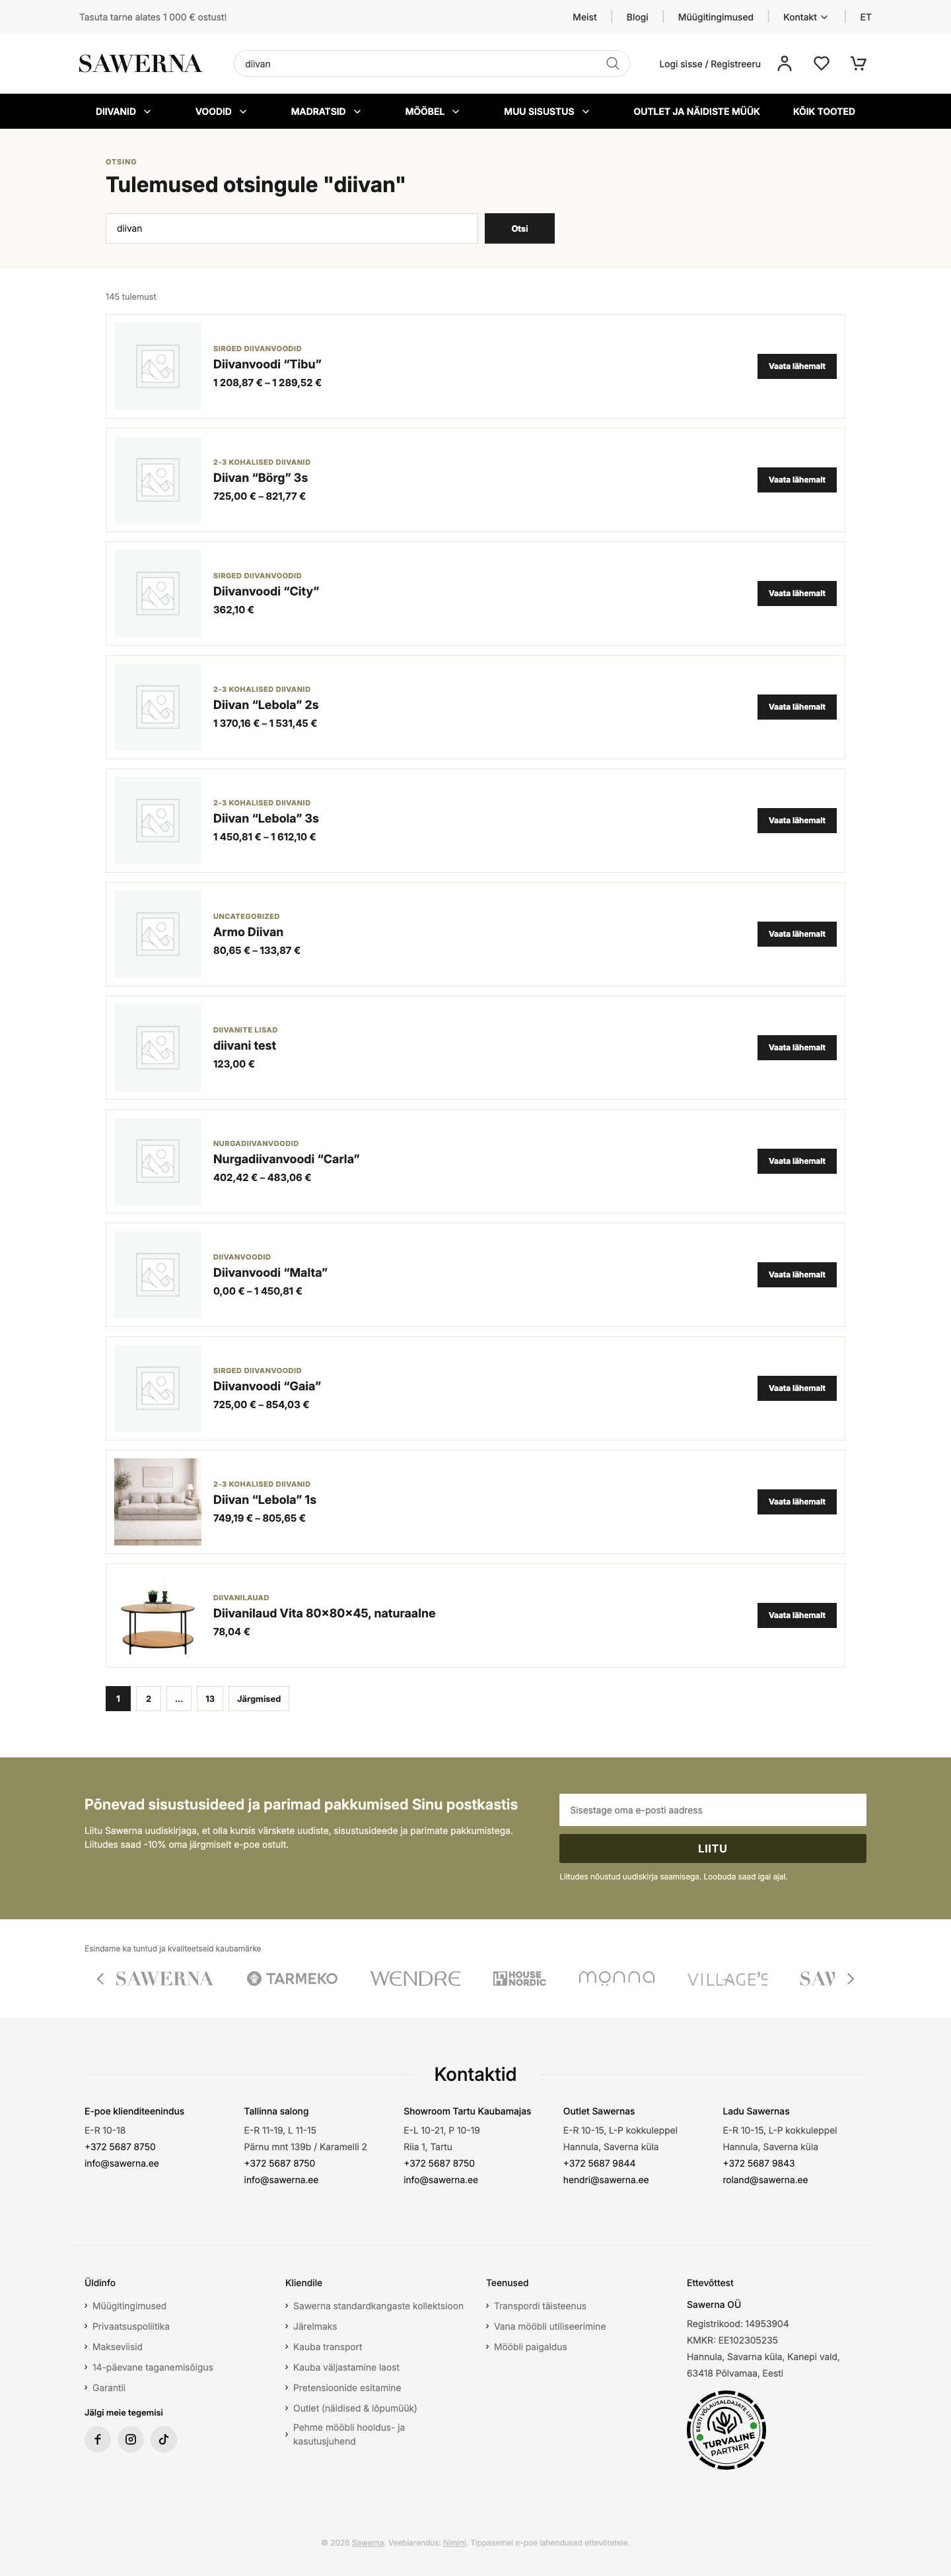 Tasuta tarne alates 1 000 € ostust!
Meist
Blogi
Müügitingimused
Kontakt
ET
SAWERNA
diivan
Logi sisse / Registreeru
DIIVANID
VOODID
MADRATSID
MÖÖBEL
MUU SISUSTUS
OUTLET JA NÄIDISTE MÜÜK
KÕIK TOOTED
OTSING
Tulemused otsingule "diivan"
diivan
Otsi
145 tulemust
SIRGED DIIVANVOODID
Diivanvoodi “Tibu”
1 208,87 € – 1 289,52 €
Vaata lähemalt
2-3 KOHALISED DIIVANID
Diivan “Börg” 3s
725,00 € – 821,77 €
Vaata lähemalt
SIRGED DIIVANVOODID
Diivanvoodi “City”
362,10 €
Vaata lähemalt
2-3 KOHALISED DIIVANID
Diivan “Lebola” 2s
1 370,16 € – 1 531,45 €
Vaata lähemalt
2-3 KOHALISED DIIVANID
Diivan “Lebola” 3s
1 450,81 € – 1 612,10 €
Vaata lähemalt
UNCATEGORIZED
Armo Diivan
80,65 € – 133,87 €
Vaata lähemalt
DIIVANITE LISAD
diivani test
123,00 €
Vaata lähemalt
NURGADIIVANVOODID
Nurgadiivanvoodi “Carla”
402,42 € – 483,06 €
Vaata lähemalt
DIIVANVOODID
Diivanvoodi “Malta”
0,00 € – 1 450,81 €
Vaata lähemalt
SIRGED DIIVANVOODID
Diivanvoodi “Gaia”
725,00 € – 854,03 €
Vaata lähemalt
2-3 KOHALISED DIIVANID
Diivan “Lebola” 1s
749,19 € – 805,65 €
Vaata lähemalt
DIIVANILAUAD
Diivanilaud Vita 80×80×45, naturaalne
78,04 €
Vaata lähemalt
1
2
...
13
Järgmised
Põnevad sisustusideed ja parimad pakkumised Sinu postkastis
Liitu Sawerna uudiskirjaga, et olla kursis värskete uudiste, sisustusideede ja parimate pakkumistega.
Liitudes saad -10% oma järgmiselt e-poe ostult.
Sisestage oma e-posti aadress
LIITU
Liitudes nõustud uudiskirja saamisega. Loobuda saad igal ajal.
Esindame ka tuntud ja kvaliteetseid kaubamärke
SAWERNA
TARMEKO
WENDRE
HOUSE NORDIC
monna
VILLAGE'S
SAW
Kontaktid
E-poe klienditeenindus
E-R 10-18
+372 5687 8750
info@sawerna.ee
Tallinna salong
E-R 11-19, L 11-15
Pärnu mnt 139b / Karamelli 2
+372 5687 8750
info@sawerna.ee
Showroom Tartu Kaubamajas
E-L 10-21, P 10-19
Riia 1, Tartu
+372 5687 8750
info@sawerna.ee
Outlet Sawernas
E-R 10-15, L-P kokkuleppel
Hannula, Saverna küla
+372 5687 9844
hendri@sawerna.ee
Ladu Sawernas
E-R 10-15, L-P kokkuleppel
Hannula, Saverna küla
+372 5687 9843
roland@sawerna.ee
Üldinfo
Müügitingimused
Privaatsuspoliitika
Makseviisid
14-päevane taganemisõigus
Garantii
Jälgi meie tegemisi
Kliendile
Sawerna standardkangaste kollektsioon
Järelmaks
Kauba transport
Kauba väljastamine laost
Pretensioonide esitamine
Outlet (näidised & lõpumüük)
Pehme mööbli hooldus- ja
kasutusjuhend
Teenused
Transpordi täisteenus
Vana mööbli utiliseerimine
Mööbli paigaldus
Ettevõttest
Sawerna OÜ
Registrikood: 14953904
KMKR: EE102305235
Hannula, Savarna küla, Kanepi vald,
63418 Põlvamaa, Eesti
EESTI VÕLAUSALDAJATE LIIT
TURVALINE
PARTNER
© 2026 Sawerna. Veebiarendus: Nimini. Tippasemel e-poe lahendused ettevõtetele.